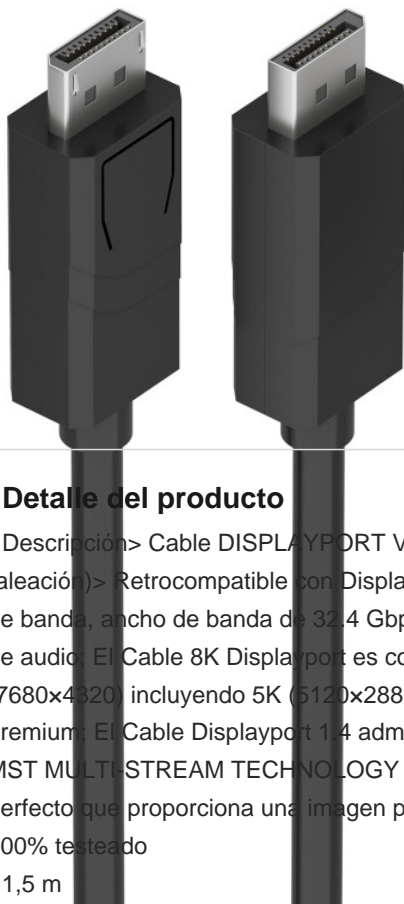 Detalle del producto
Descripción> Cable DISPLAYPORT V
aleación)> Retrocompatible con Displa
e banda, ancho de banda de 32.4 Gbp
e audio; El Cable 8K Displayport es co
7680×4320) incluyendo 5K (5120×288
remium; El Cable Displayport 1.4 adm
MST MULTI-STREAM TECHNOLOGY
erfecto que proporciona una imagen p
00% testeado
1,5 m